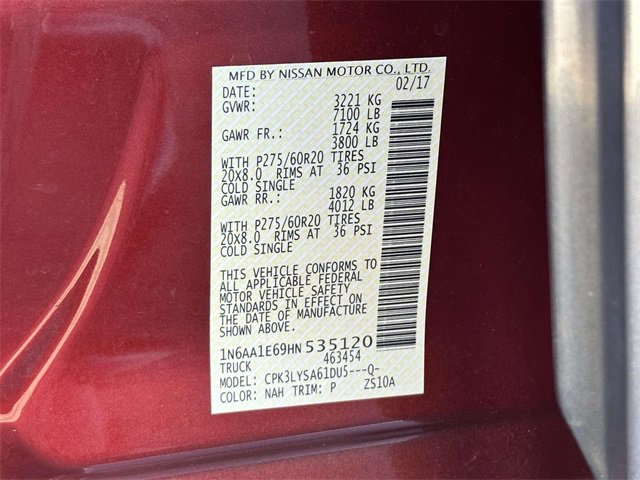 MFD BY NISSAN MOTOR CO., LTD.
DATE: 02/17
GVWR: 3221 KG
7100 LB
GAWR FR.: 1724 KG
3800 LB
WITH P275/60R20 TIRES
20x8.0 RIMS AT 36 PSI
COLD SINGLE
GAWR RR.: 1820 KG
4012 LB
WITH P275/60R20 TIRES
20x8.0 RIMS AT 36 PSI
COLD SINGLE
THIS VEHICLE CONFORMS TO
ALL APPLICABLE FEDERAL
MOTOR VEHICLE SAFETY
STANDARDS IN EFFECT ON
THE DATE OF MANUFACTURE
SHOWN ABOVE.
1N6AA1E69HN 535120
TRUCK 463454
MODEL: CPK3LYSA61DU5---Q-
COLOR: NAH TRIM: P ZS10A